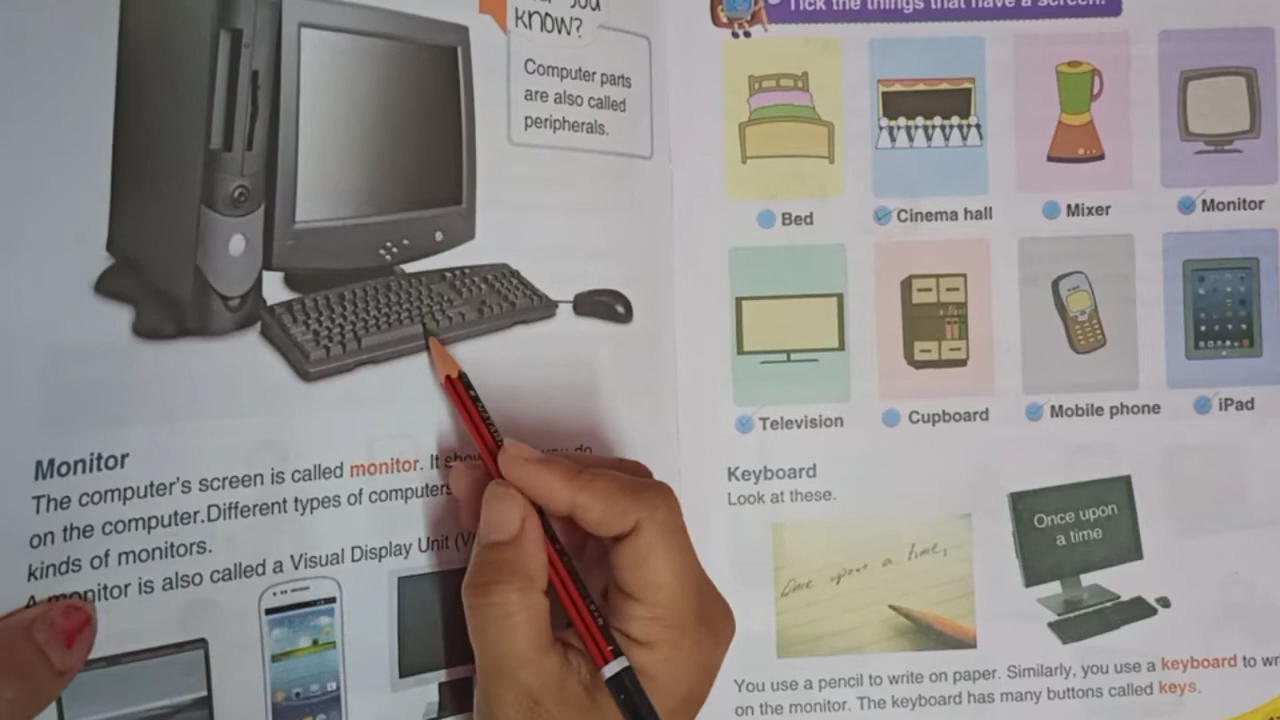 you
know?
Computer parts
are also called
peripherals.
Monitor
The computer's screen is called monitor. It do
on the computer.Different types of computers
kinds of monitors.
A monitor is also called a Visual Display Unit
Tick the things that have a screen.
Bed
Cinema hall
Mixer
Monitor
Television
Cupboard
Mobile phone
iPad
Keyboard
Look at these.
Once upon a time,
Once upon
a time
You use a pencil to write on paper. Similarly, you use a keyboard to
on the monitor. The keyboard has many buttons called keys.